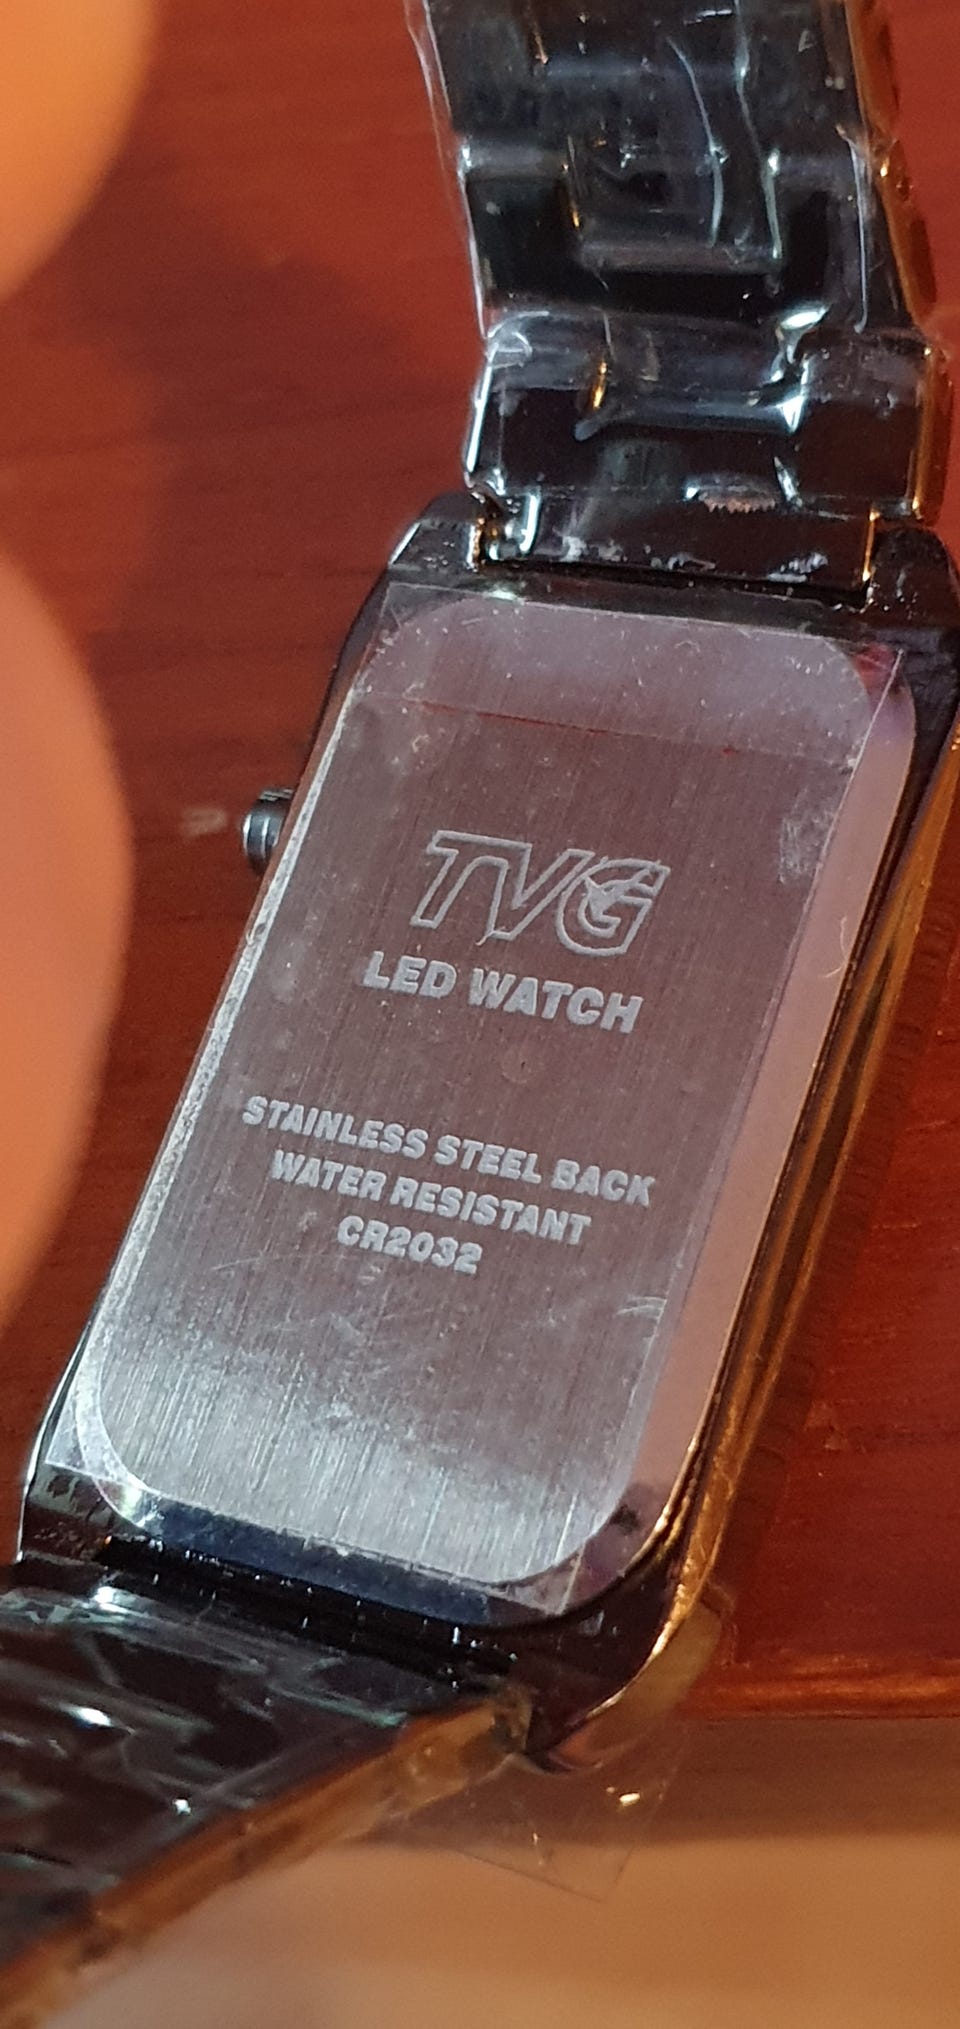 TVG
LED WATCH
STAINLESS STEEL BACK
WATER RESISTANT
CR2032